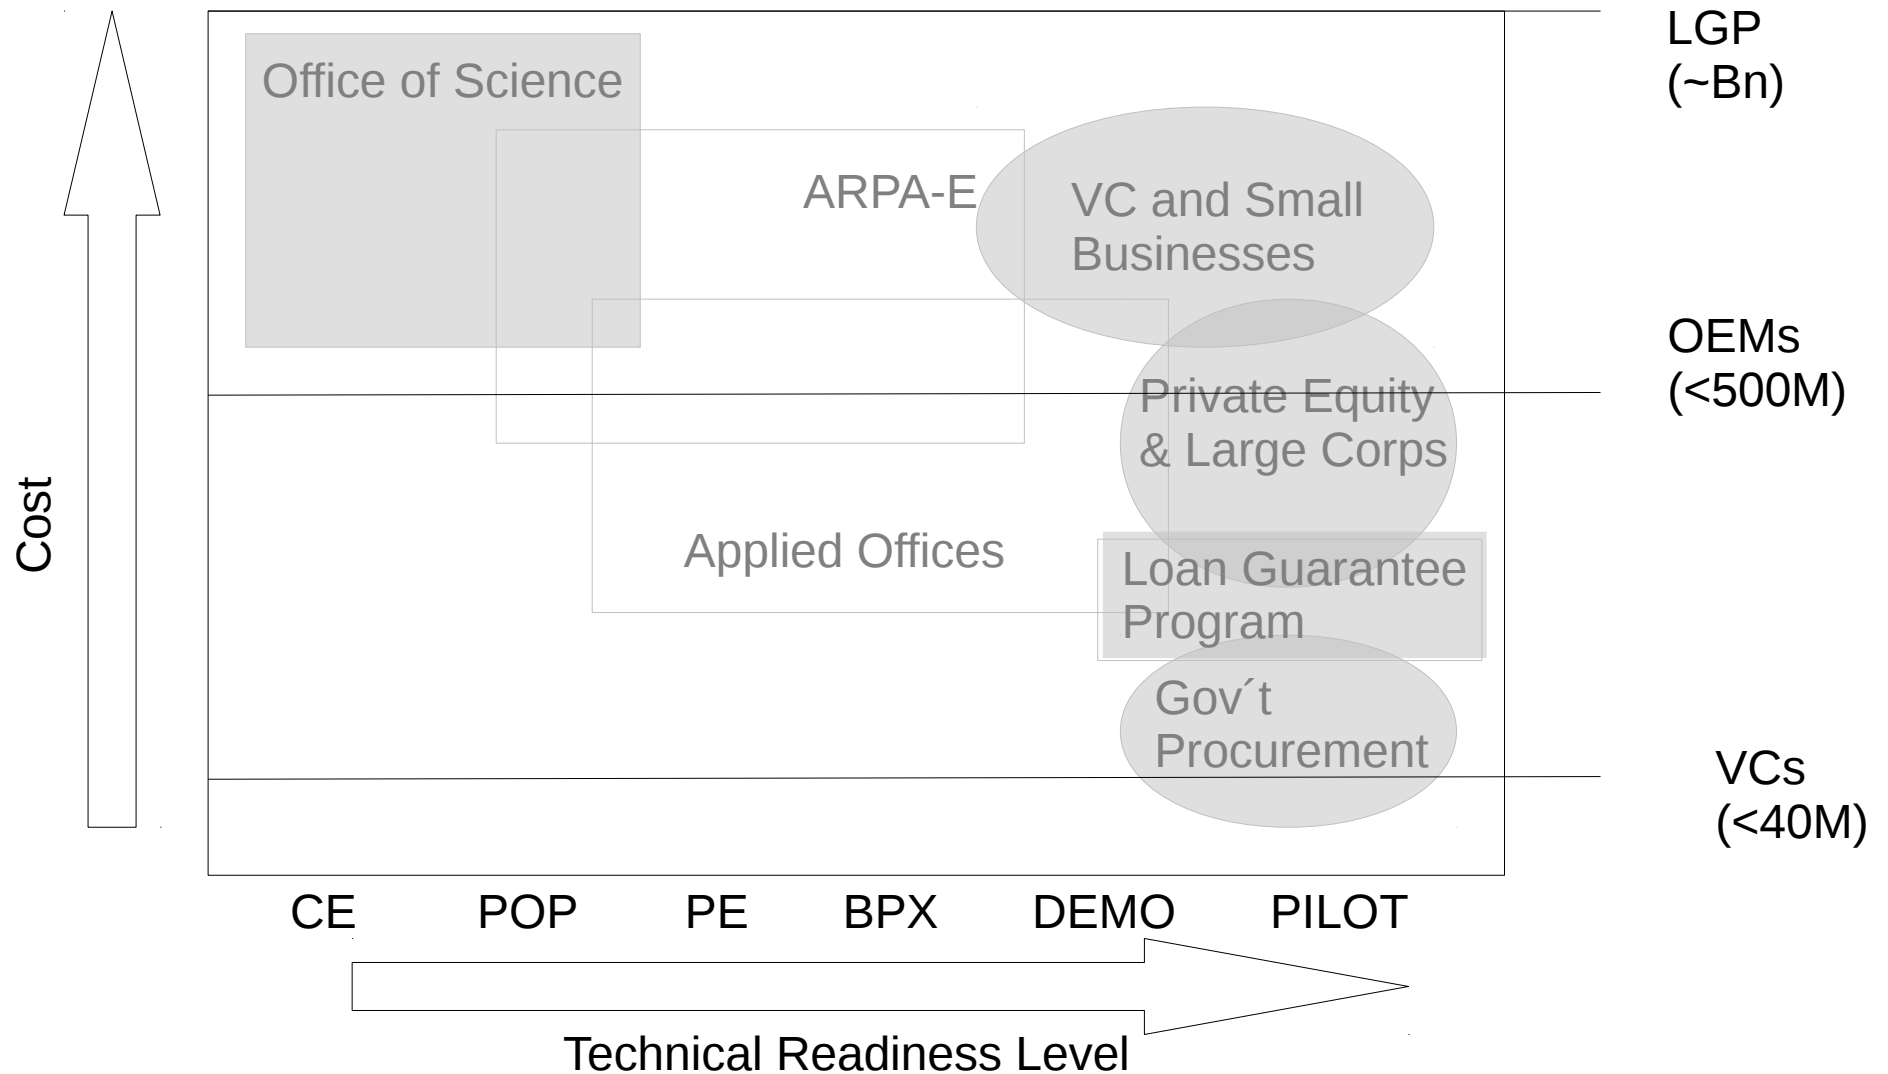 LGP
(~Bn)
Office of Science
ARPA-E
VC and Small
Businesses
OEMs
(<500M)
Private Equity
& Large Corps
Cost
Applied Offices
Loan Guarantee
Program
Gov´t
Procurement
VCs
(<40M)
CE POP PE BPX DEMO PILOT
Technical Readiness Level